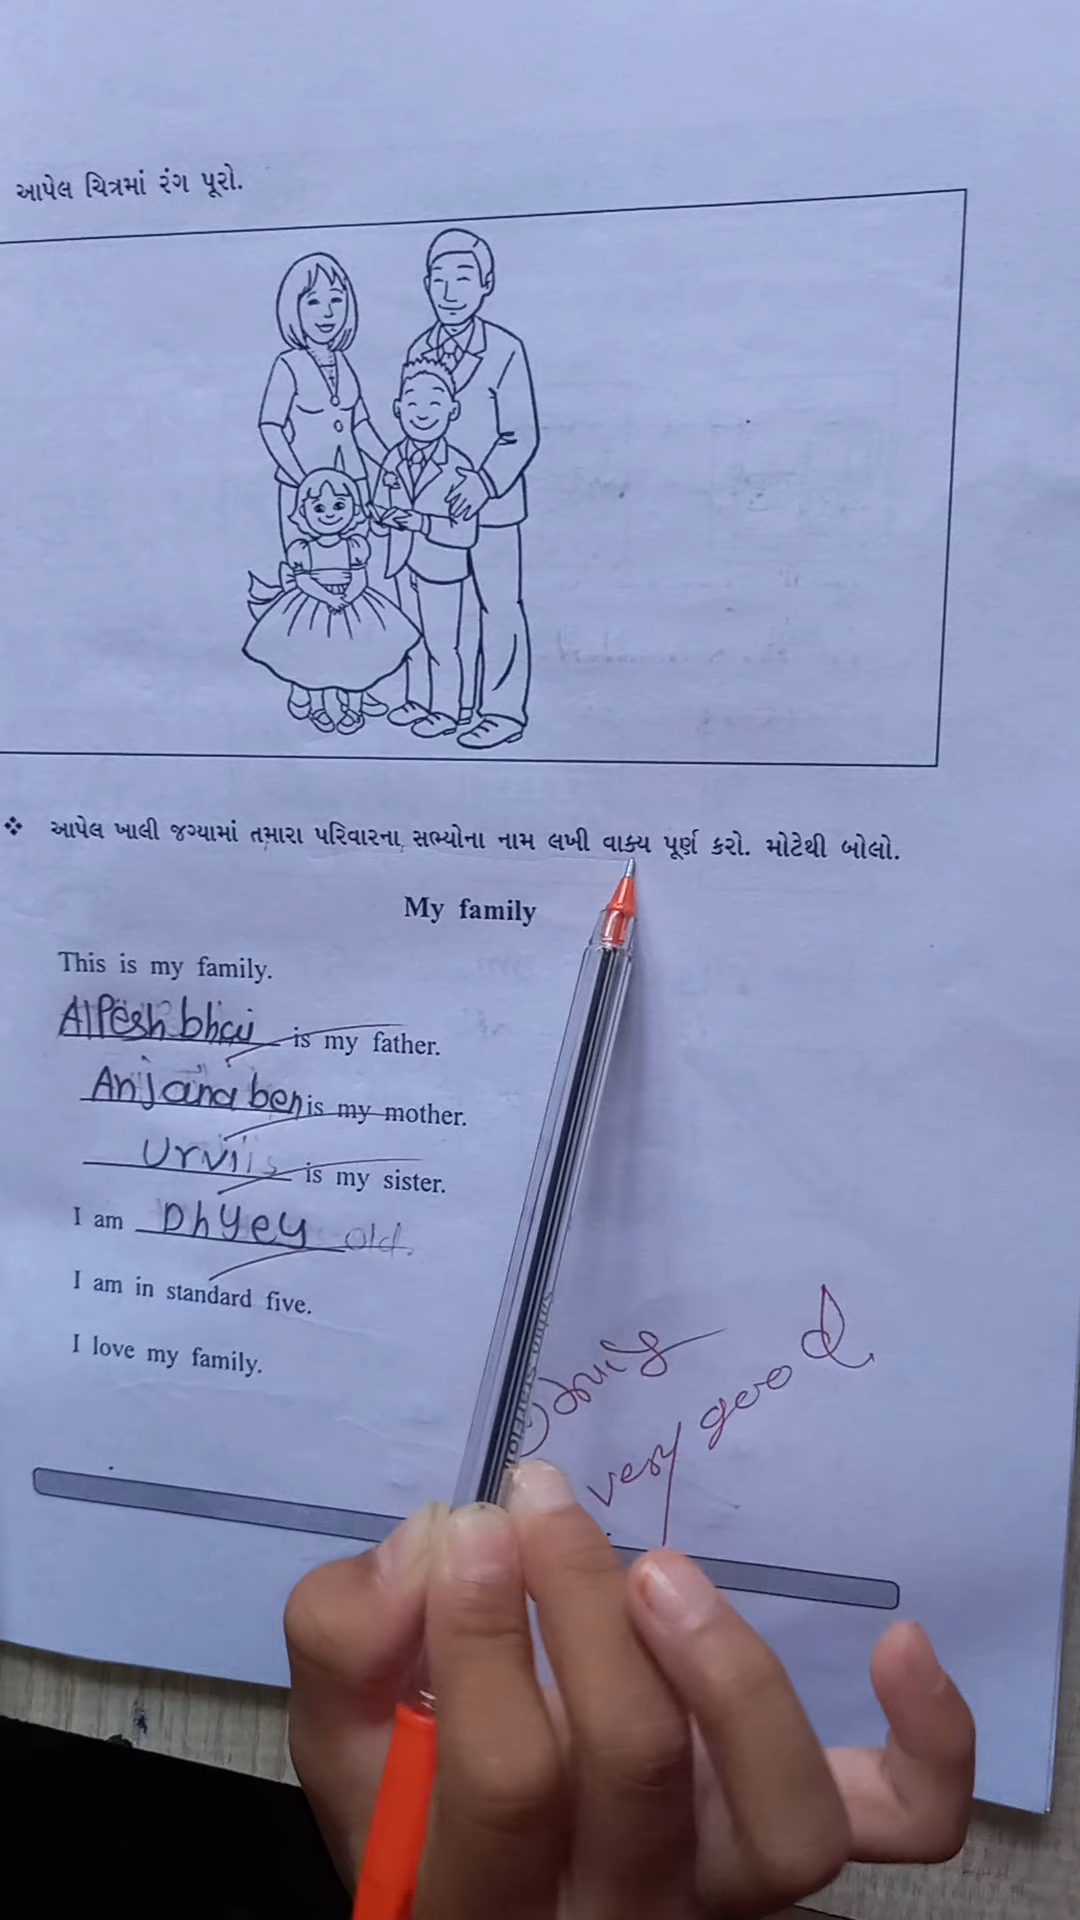 આપેલ ચિત્રમાં રંગ પૂરો.
❖ આપેલ ખાલી જગ્યામાં તમારા પરિવારના સભ્યોના નામ લખી વાક્ય પૂર્ણ કરો. મોટેથી બોલો.
My family
This is my family.
Alpesh bhai is my father.
Anjana ben is my mother.
Urvi is my sister.
I am Dhyey old.
I am in standard five.
I love my family.
very good